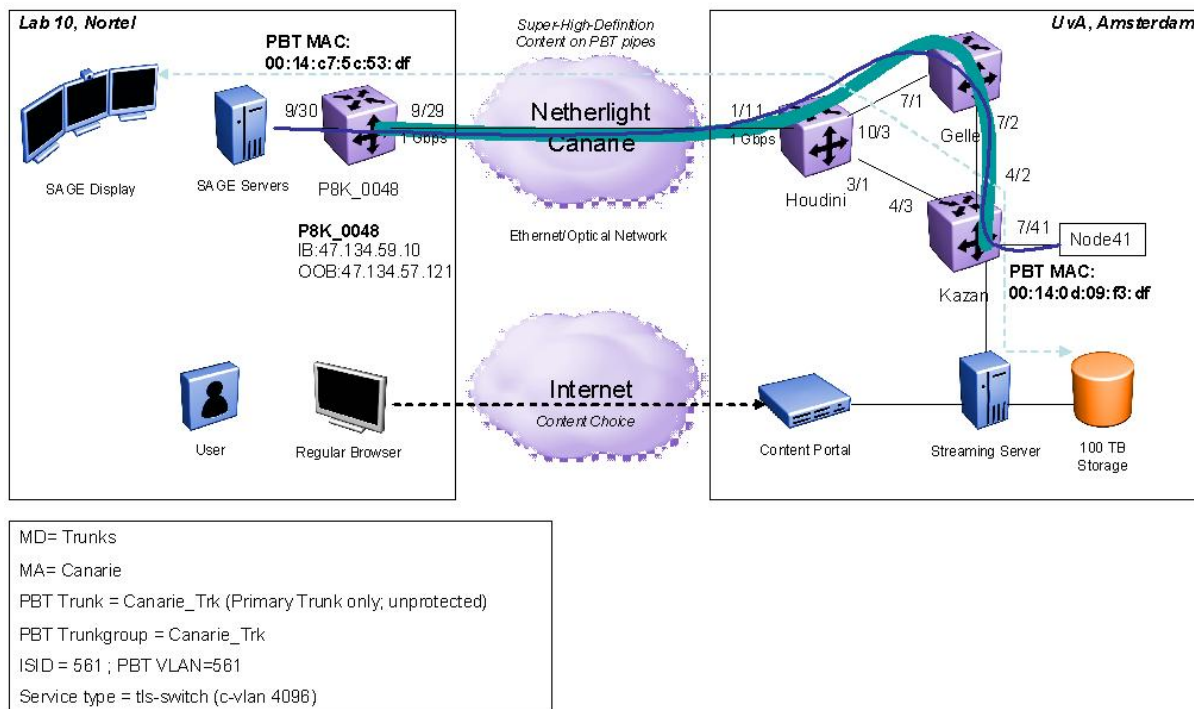 Lab 10, Nortel
Super-High-Definition
Content on PBT pipes
UvA, Amsterdam
PBT MAC:
00:14:c7:5c:53:df
9/30
9/29
1 Gbps
Netherlight
Canarie
1/11
1 Gbps
7/1
10/3
Gelle
7/2
4/2
SAGE Display
SAGE Servers
P8K_0048
Houdini
3/1
4/3
7/41
Node41
P8K_0048
IB:47.134.59.10
OOB:47.134.57.121
Ethernet/Optical Network
Kazan
PBT MAC:
00:14:0d:09:f3:df
Internet
Content Choice
User
Regular Browser
Content Portal
Streaming Server
100 TB
Storage
MD= Trunks
MA= Canarie
PBT Trunk = Canarie_Trk (Primary Trunk only; unprotected)
PBT Trunkgroup = Canarie_Trk
ISID = 561 ; PBT VLAN=561
Service type = tls-switch (c-vlan 4096)